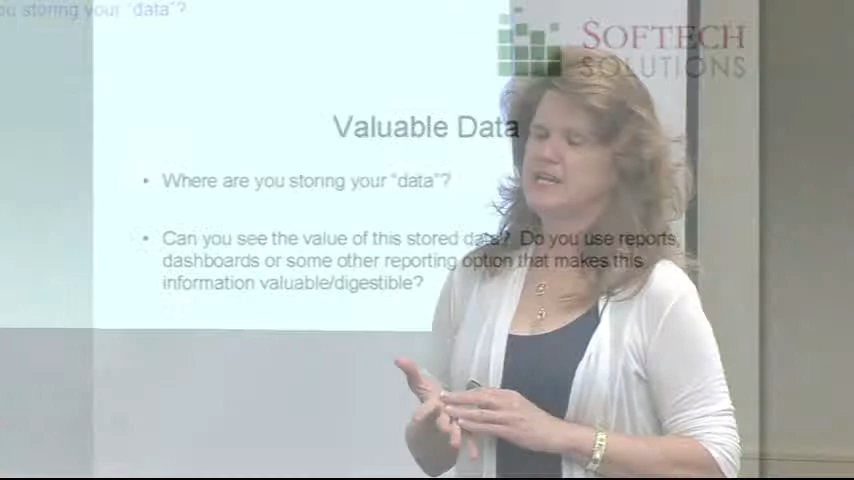 u storing your "data"?
SOFTECH
SOLUTIONS
Valuable Data
• Where are you storing your "data"?
• Can you see the value of this stored data? Do you use reports,
dashboards or some other reporting option that makes this
information valuable/digestible?